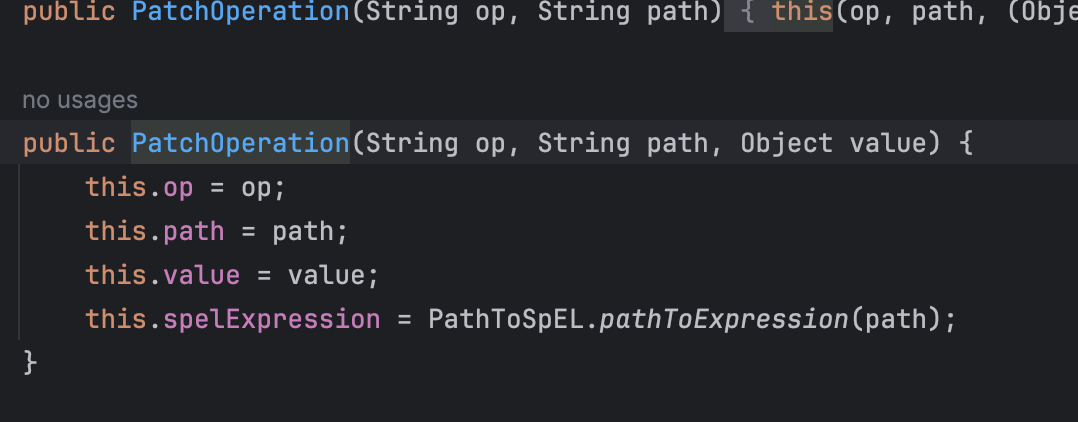 public PatchOperation(String op, String path) { this(op, path, (Obje
no usages
public PatchOperation(String op, String path, Object value) {
this.op = op;
this.path = path;
this.value = value;
this.spelExpression = PathToSpEL.pathToExpression(path);
}